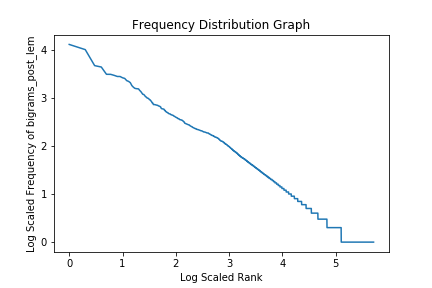 Frequency Distribution Graph
Log Scaled Frequency of bigrams_post_lem
4
3
2
1
0
0 1 2 3 4 5
Log Scaled Rank